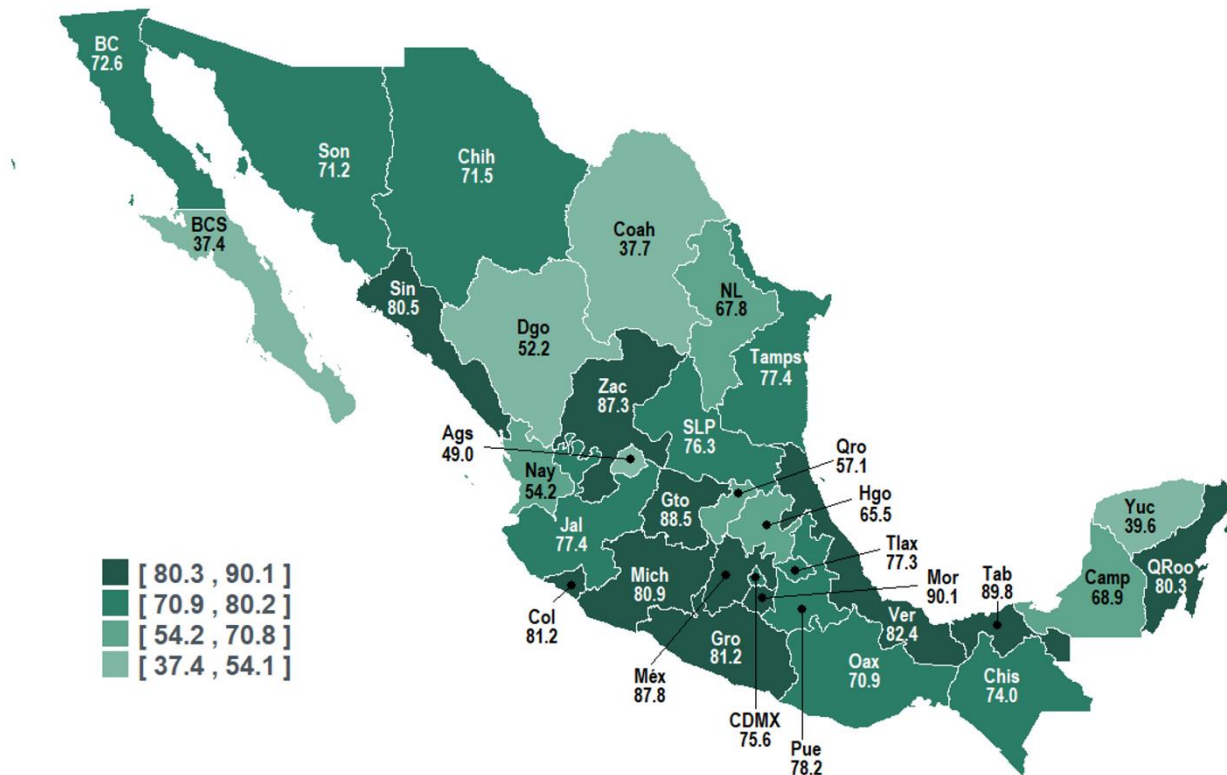 BC
72.6
Son
71.2
Chih
71.5
BCS
37.4
Coah
37.7
Sin
80.5
NL
67.8
Dgo
52.2
Tamps
77.4
Zac
87.3
SLP
76.3
Ags
49.0
Qro
57.1
Nay
54.2
Hgo
65.5
Gto
88.5
Yuc
39.6
Jal
77.4
Tlax
77.3
QRoo
80.3
[ 80.3 , 90.1 ]
[ 70.9 , 80.2 ]
[ 54.2 , 70.8 ]
[ 37.4 , 54.1 ]
Mich
80.9
Mor
90.1
Tab
89.8
Camp
68.9
Col
81.2
Ver
82.4
Gro
81.2
Oax
70.9
Chis
74.0
Méx
87.8
CDMX
75.6
Pue
78.2